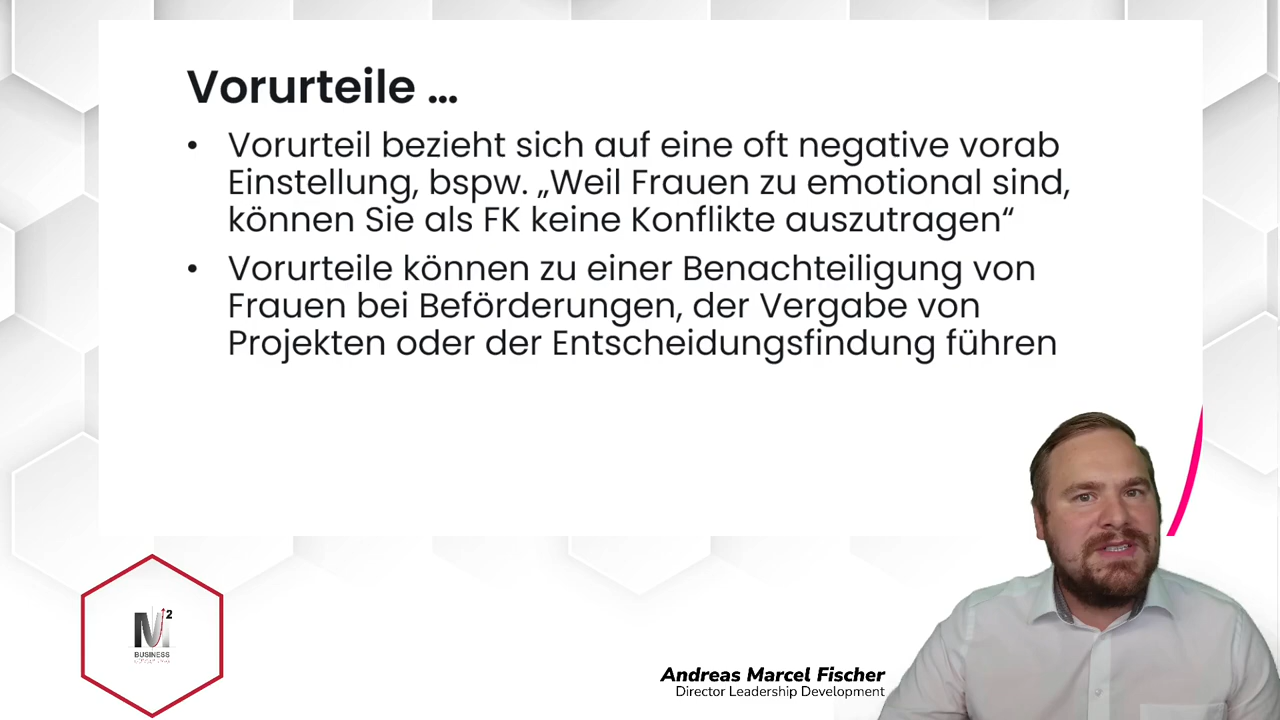 Vorurteile ...
• Vorurteil bezieht sich auf eine oft negative vorab
Einstellung, bspw. „Weil Frauen zu emotional sind,
können Sie als FK keine Konflikte auszutragen“
• Vorurteile können zu einer Benachteiligung von
Frauen bei Beförderungen, der Vergabe von
Projekten oder der Entscheidungsfindung führen
M²
BUSINESS
Andreas Marcel Fischer
Director Leadership Development